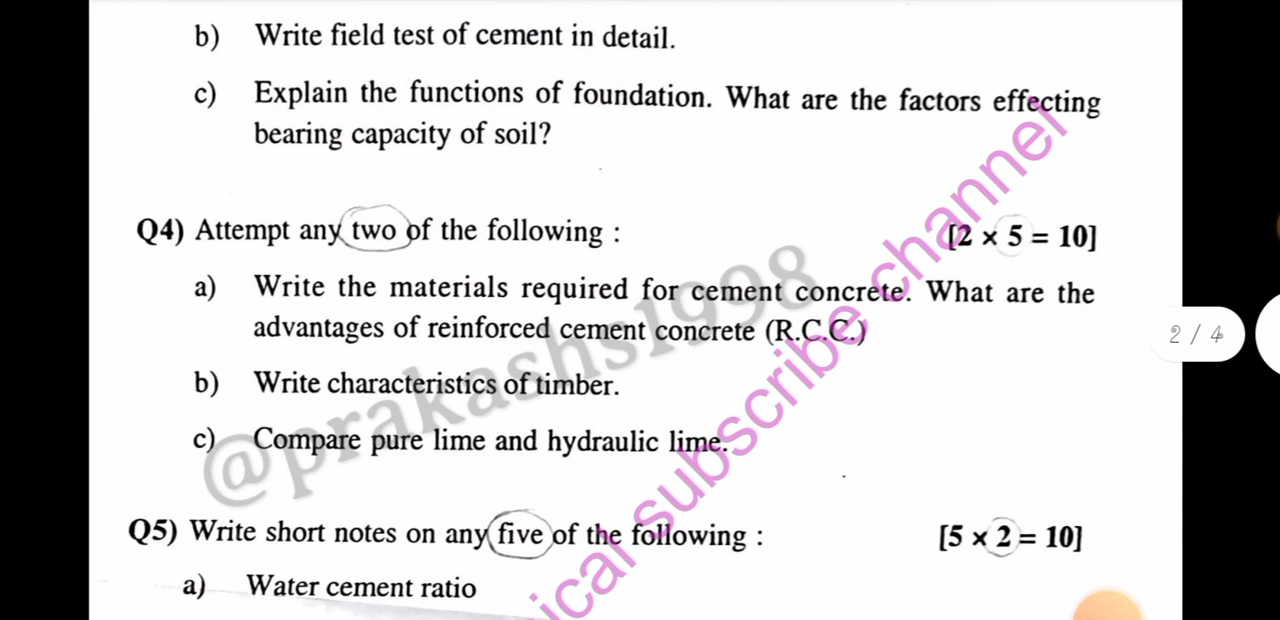 b) Write field test of cement in detail.
c) Explain the functions of foundation. What are the factors effecting
bearing capacity of soil?
Q4) Attempt any two of the following : [2 × 5 = 10]
a) Write the materials required for cement concrete. What are the
advantages of reinforced cement concrete (R.C.C.)
b) Write characteristics of timber.
c) Compare pure lime and hydraulic lime.
Q5) Write short notes on any five of the following : [5 × 2 = 10]
a) Water cement ratio
@prakashs1998
ical subscribe channel
2 / 4